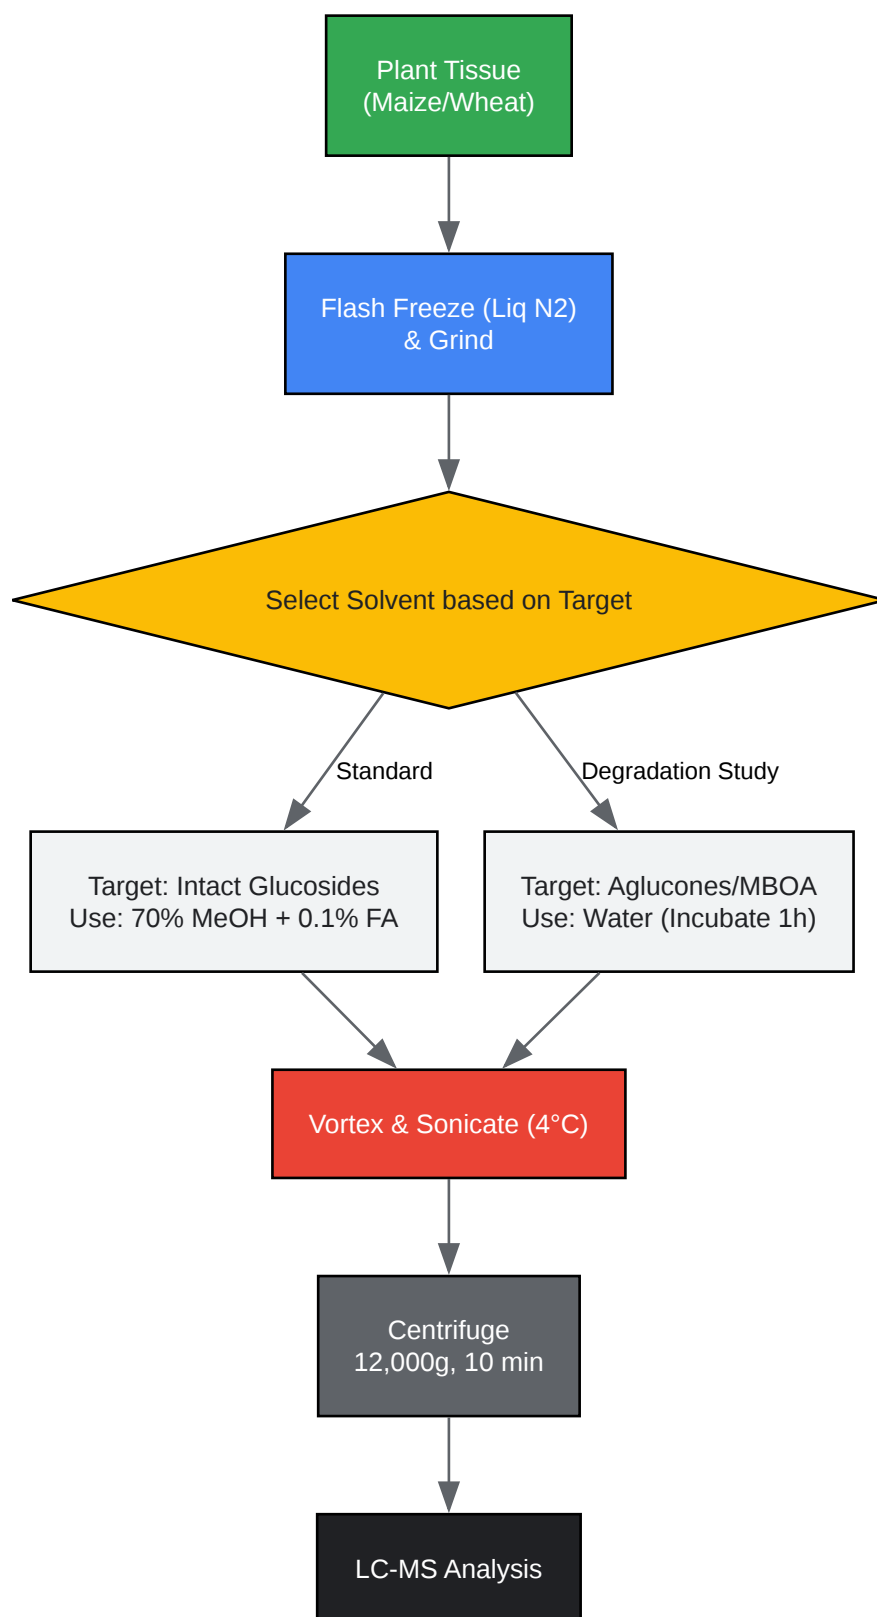 Plant Tissue
(Maize/Wheat)
Flash Freeze (Liq N2)
& Grind
Select Solvent based on Target
Standard
Degradation Study
Target: Intact Glucosides
Use: 70% MeOH + 0.1% FA
Target: Aglucones/MBOA
Use: Water (Incubate 1h)
Vortex & Sonicate (4°C)
Centrifuge
12,000g, 10 min
LC-MS Analysis